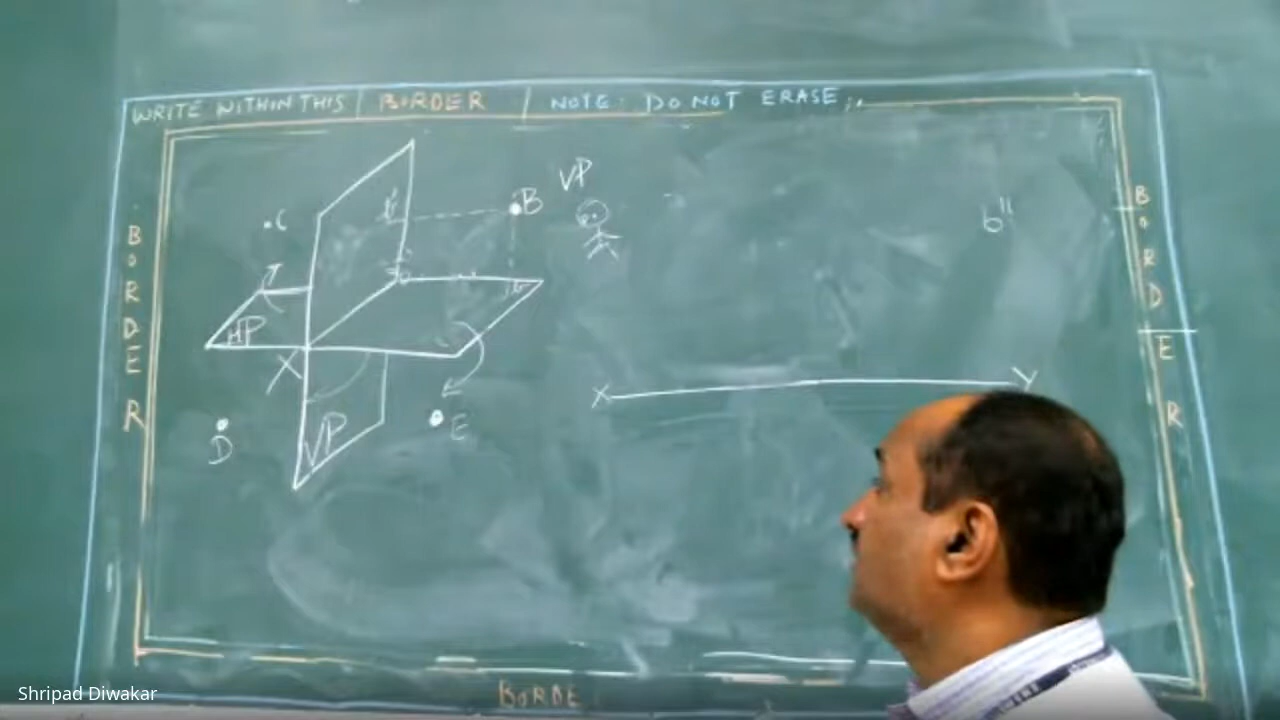 WRITE WITHIN THIS | BORDER | NOTE: DO NOT ERASE
BORDER
BORDER
C
b'
B
VP
b"
HP
X
VP
D
E
X
Y
BORDE
Shripad Diwakar